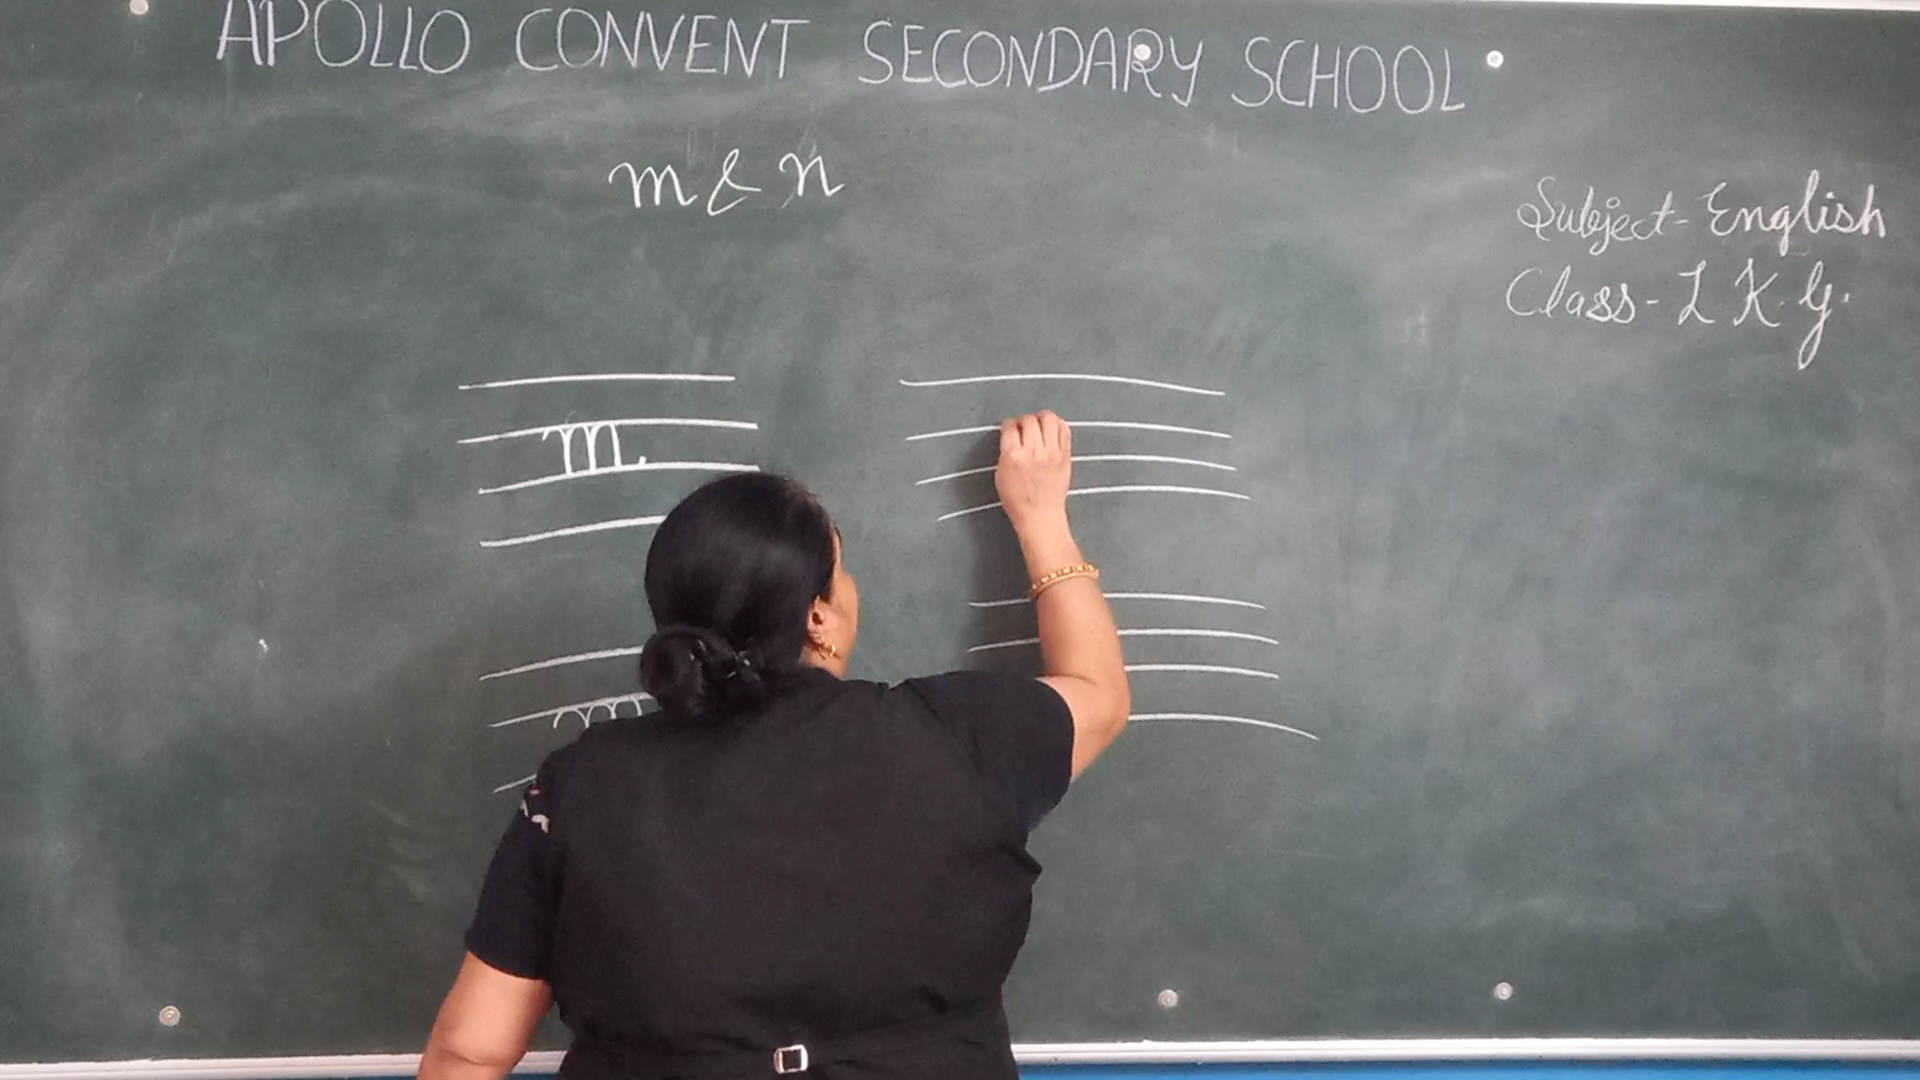 APOLLO CONVENT SECONDARY SCHOOL
m & n
Subject- English
Class- L.K.G.
m
m